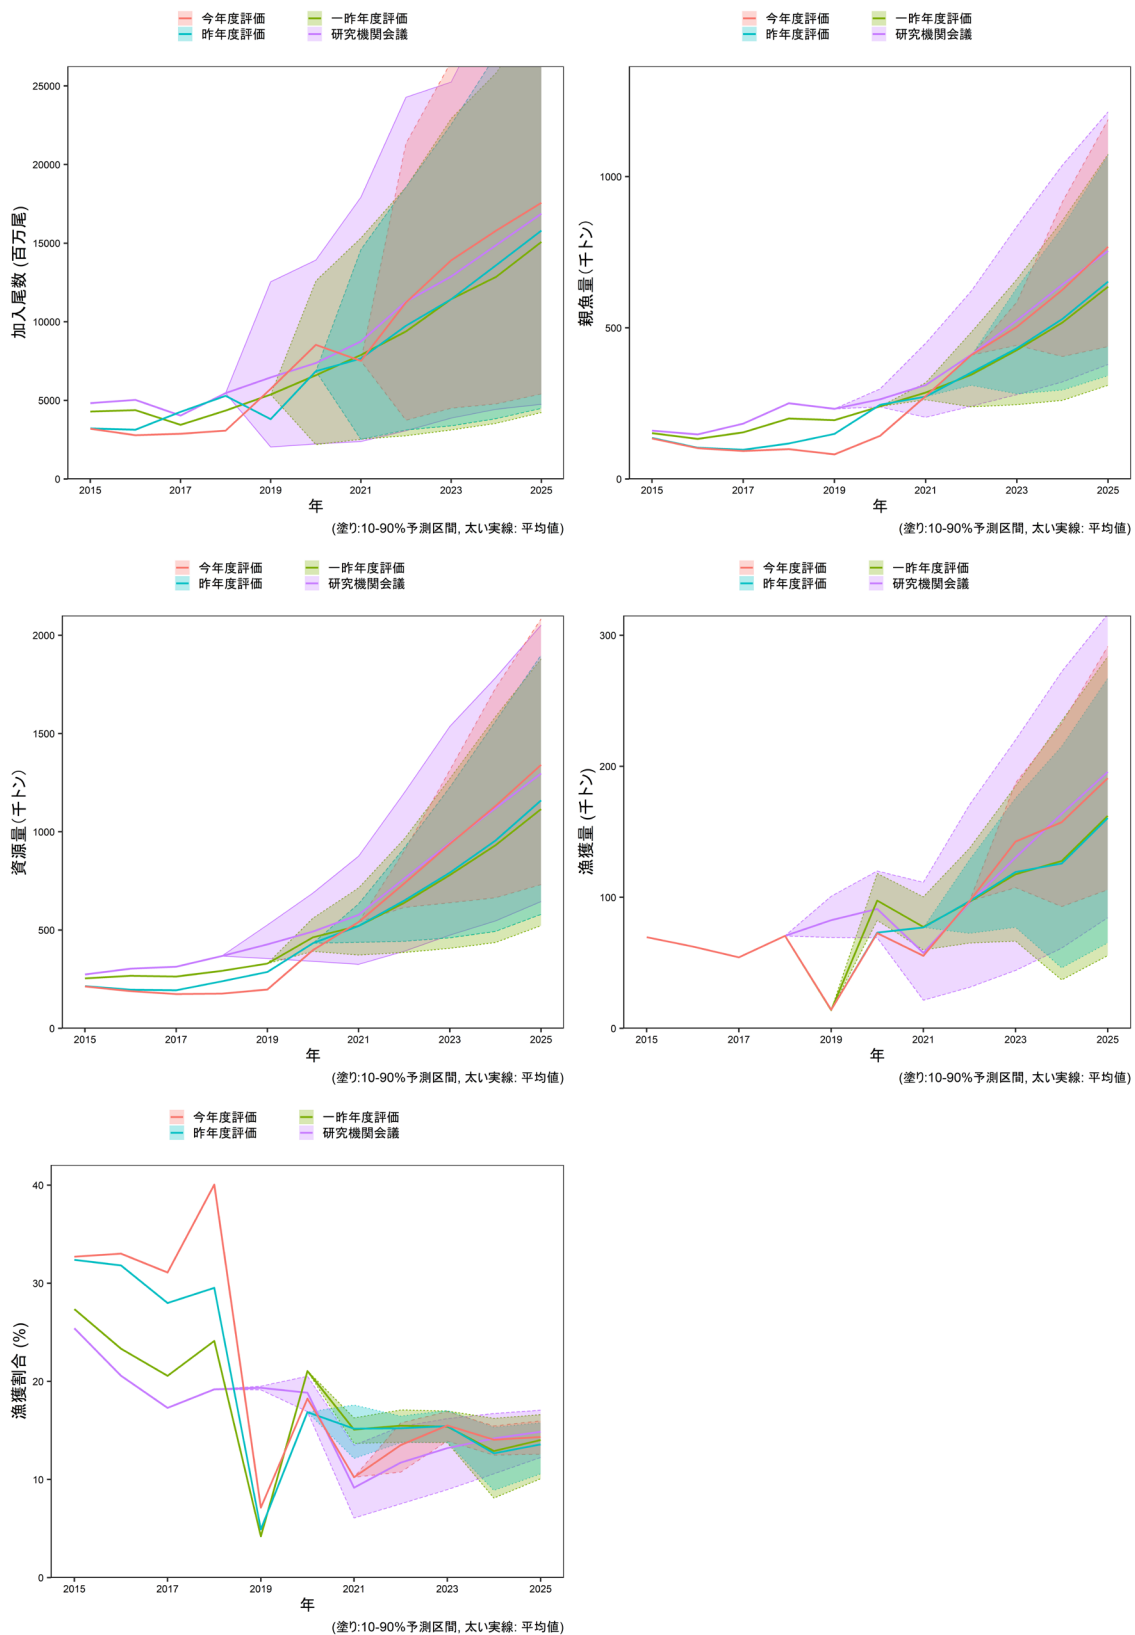 今年度評価 一昨年度評価
昨年度評価 研究機関会議
加入尾数 (百万尾)
25000
20000
15000
10000
5000
0
2015 2017 2019 2021 2023 2025
年
(塗り:10-90%予測区間, 太い実線: 平均値)
今年度評価 一昨年度評価
昨年度評価 研究機関会議
親魚量(千トン)
1000
500
0
2015 2017 2019 2021 2023 2025
年
(塗り:10-90%予測区間, 太い実線: 平均値)
今年度評価 一昨年度評価
昨年度評価 研究機関会議
資源量(千トン)
2000
1500
1000
500
0
2015 2017 2019 2021 2023 2025
年
(塗り:10-90%予測区間, 太い実線: 平均値)
今年度評価 一昨年度評価
昨年度評価 研究機関会議
漁獲量 (千トン)
300
200
100
0
2015 2017 2019 2021 2023 2025
年
(塗り:10-90%予測区間, 太い実線: 平均値)
今年度評価 一昨年度評価
昨年度評価 研究機関会議
漁獲割合 (%)
40
30
20
10
0
2015 2017 2019 2021 2023 2025
年
(塗り:10-90%予測区間, 太い実線: 平均値)